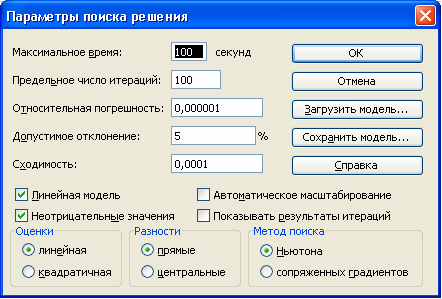 Параметры поиска решения
Максимальное время: 100 секунд OK
Предельное число итераций: 100 Отмена
Относительная погрешность: 0,000001 Загрузить модель...
Допустимое отклонение: 5 % Сохранить модель...
Сходимость: 0,0001 Справка
Линейная модель Автоматическое масштабирование
Неотрицательные значения Показывать результаты итераций
Оценки Разности Метод поиска
линейная прямые Ньютона
квадратичная центральные сопряженных градиентов